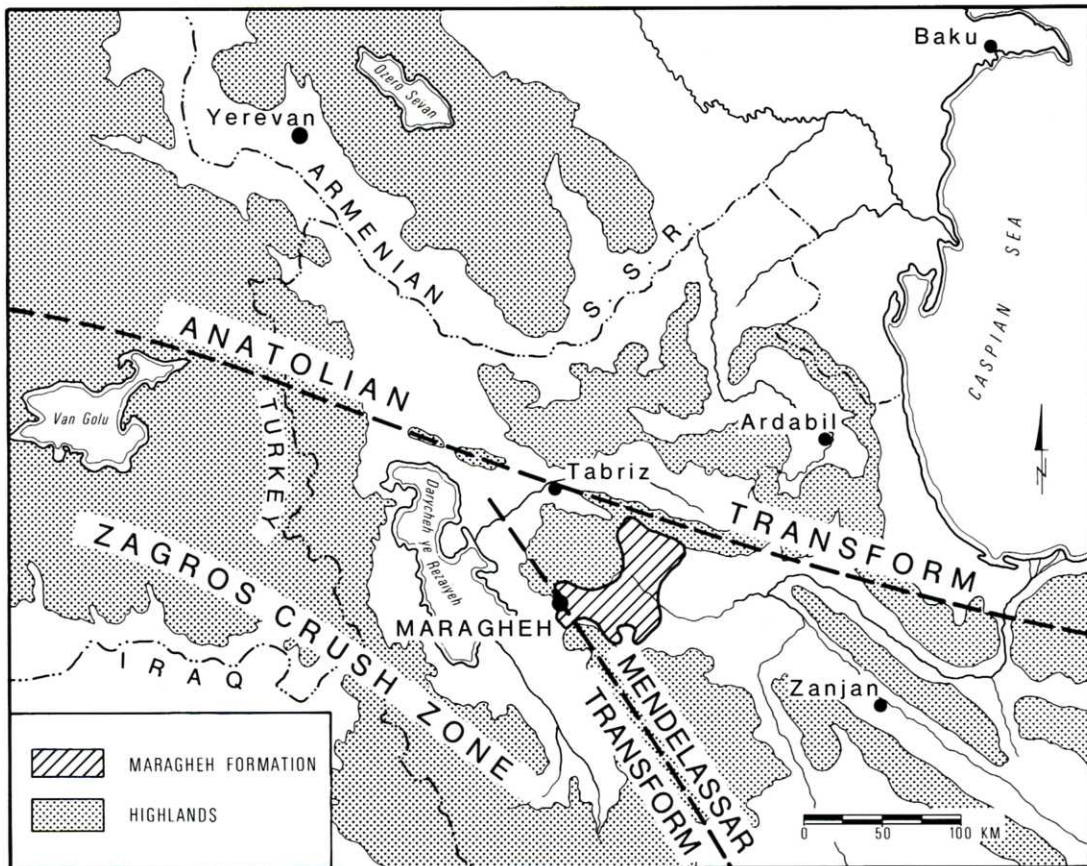 Baku
Ozero Sevan
Yerevan
ARMENIAN
S. S. R.
CASPIAN SEA
ANATOLIAN
TRANSFORM
Van Golu
TURKEY
Ardabil
N
Tabriz
Darycheh ye Rezaiyeh
ZAGROS CRUSH ZONE
MARAGHEH
IRAQ
MENDELASSAR
TRANSFORM
Zanjan
MARAGHEH FORMATION
HIGHLANDS
0 50 100 KM